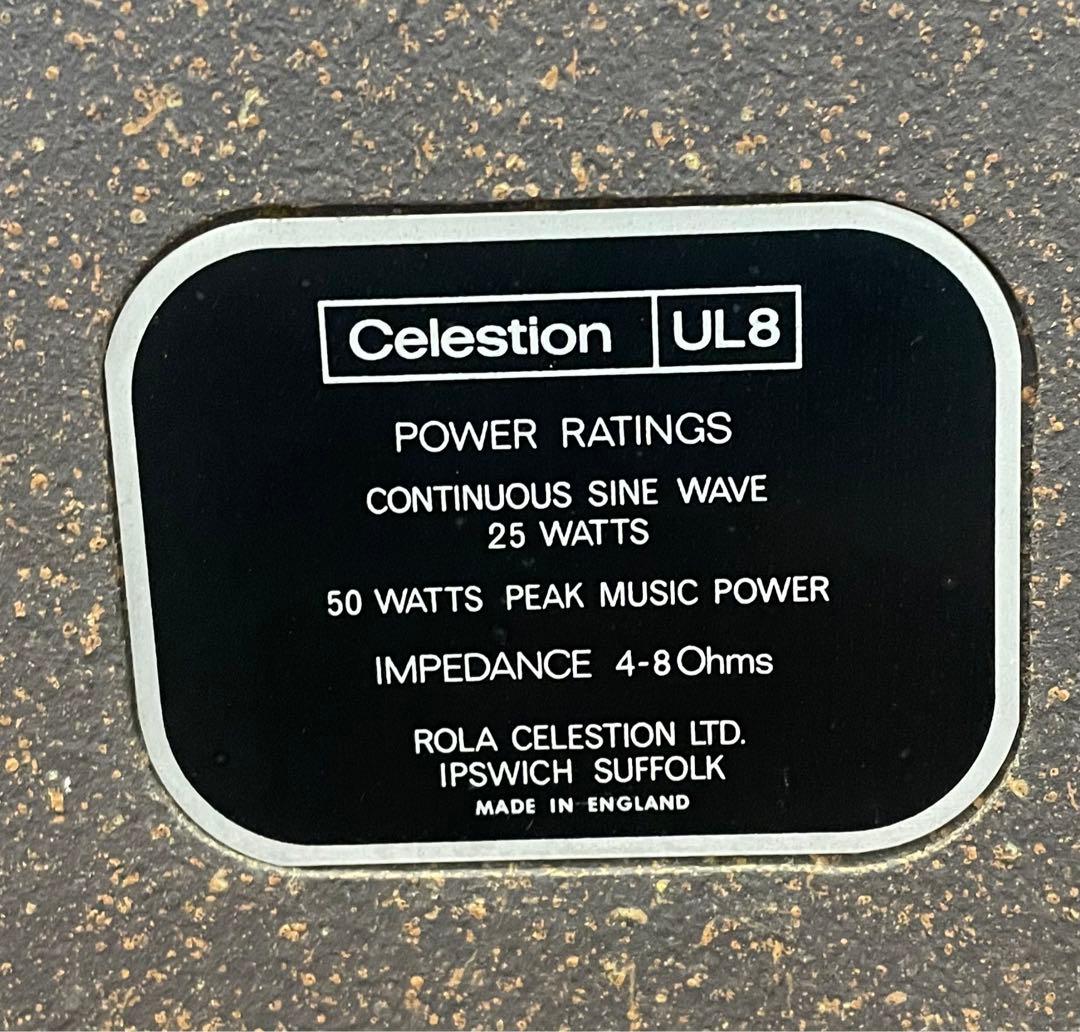 Celestion UL8
POWER RATINGS
CONTINUOUS SINE WAVE
25 WATTS
50 WATTS PEAK MUSIC POWER
IMPEDANCE 4-8 Ohms
ROLA CELESTION LTD.
IPSWICH SUFFOLK
MADE IN ENGLAND